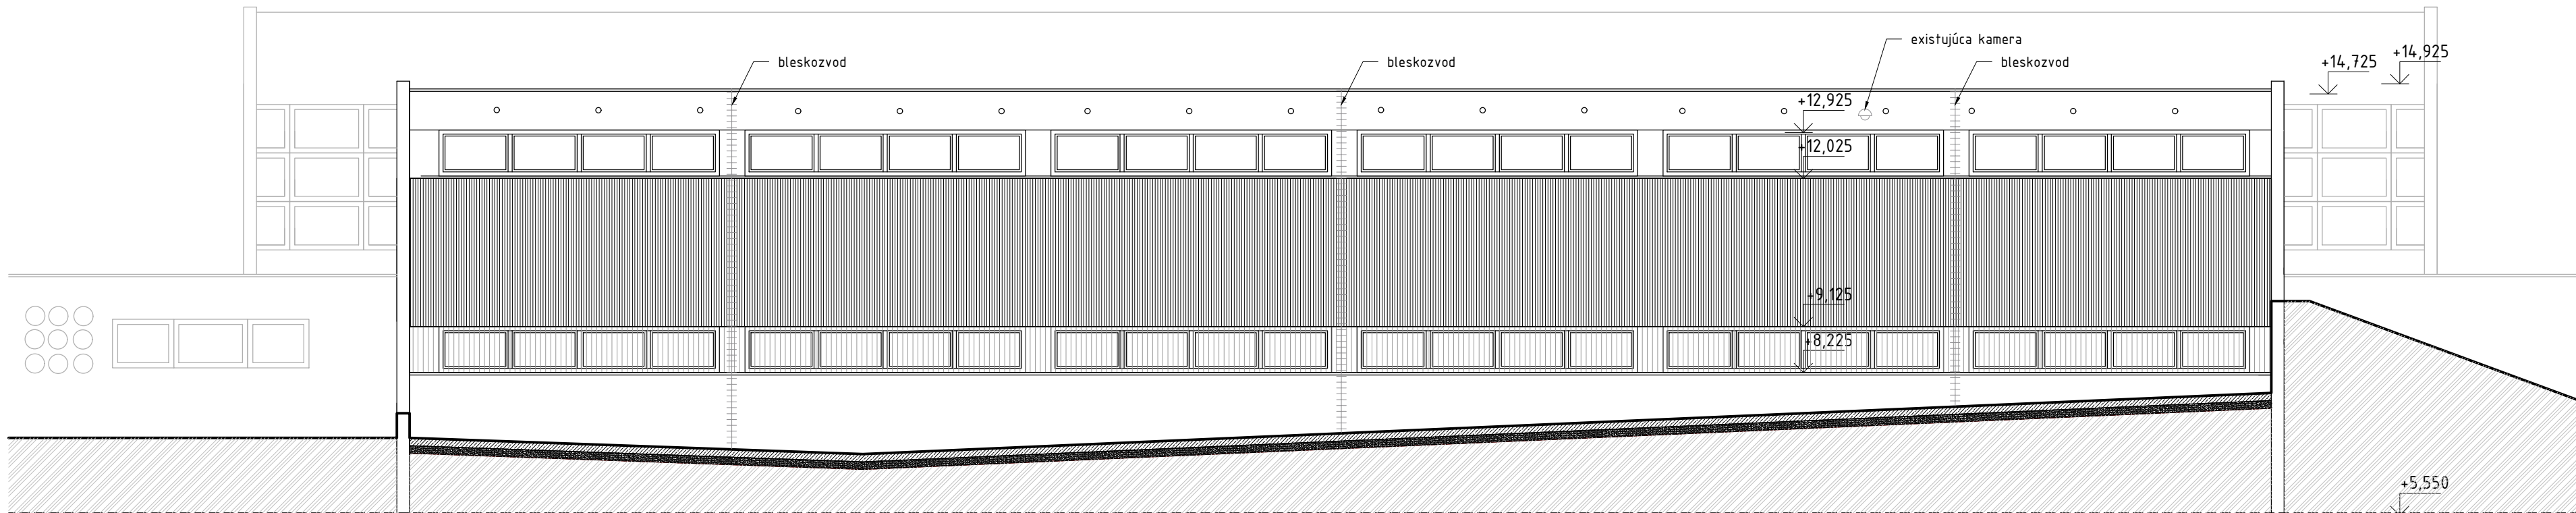 existujúca kamera
bleskozvod
bleskozvod
bleskozvod
+14,725
+14,925
+12,925
+12,025
+9,125
+8,225
+5,550